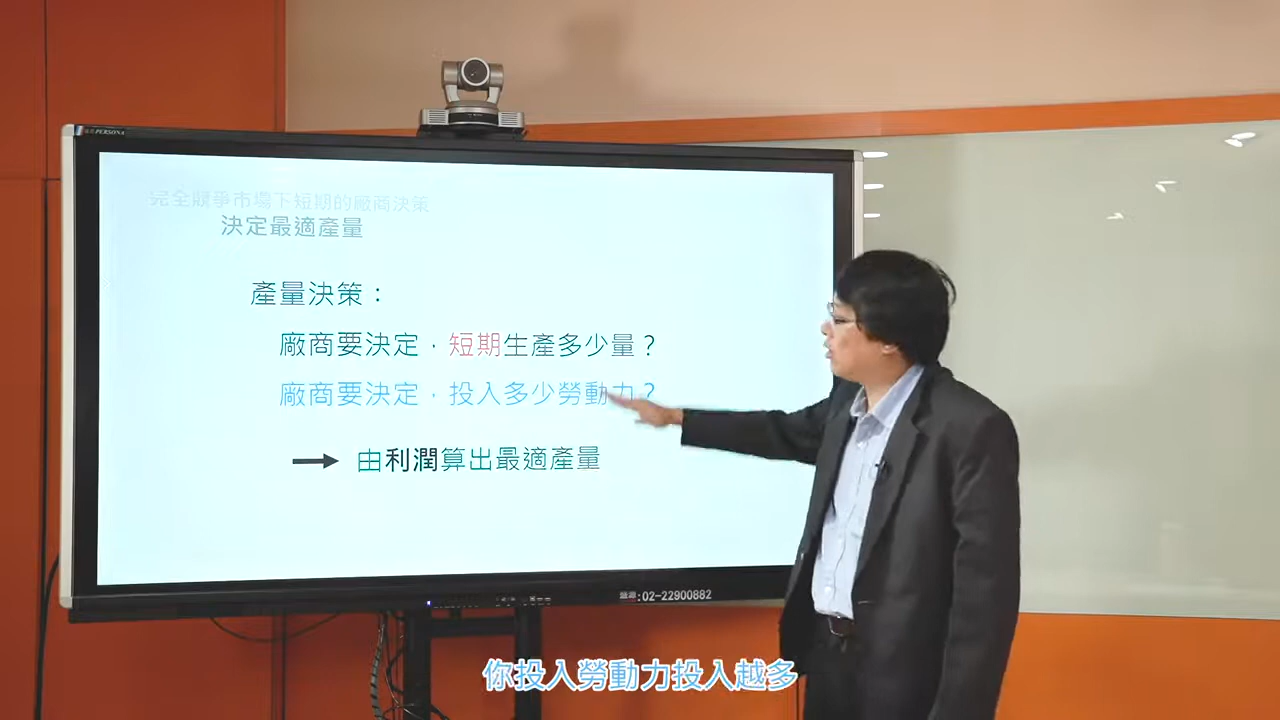 PERSONA
完全競爭市場下短期的廠商決策
決定最適產量
產量決策：
廠商要決定，短期生產多少量？
廠商要決定，投入多少勞動力？
由利潤算出最適產量
:02-22900882
你投入勞動力投入越多